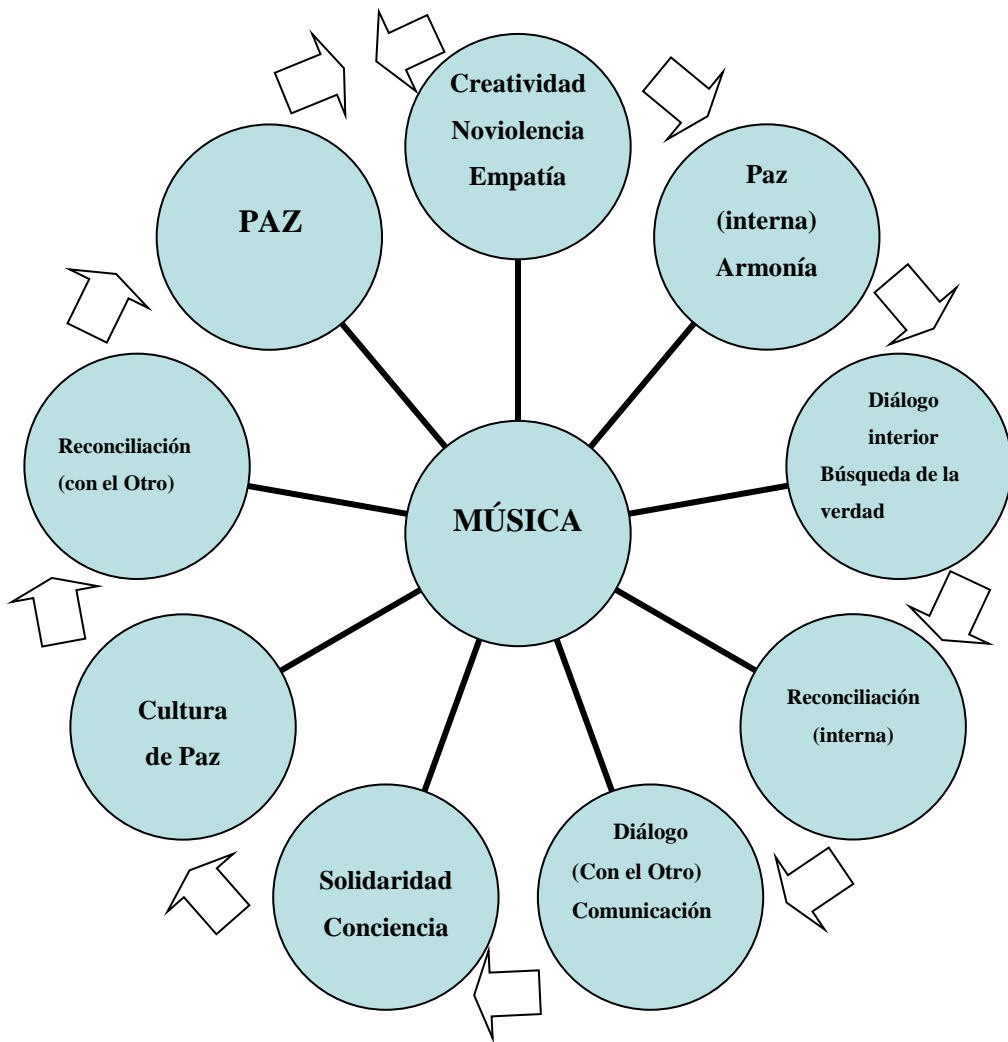 Creatividad
Noviolencia
Empatía
Paz
(interna)
Armonía
Diálogo
interior
Búsqueda de la
verdad
Reconciliación
(interna)
Diálogo
(Con el Otro)
Comunicación
Solidaridad
Conciencia
Cultura
de Paz
Reconciliación
(con el Otro)
PAZ
MÚSICA